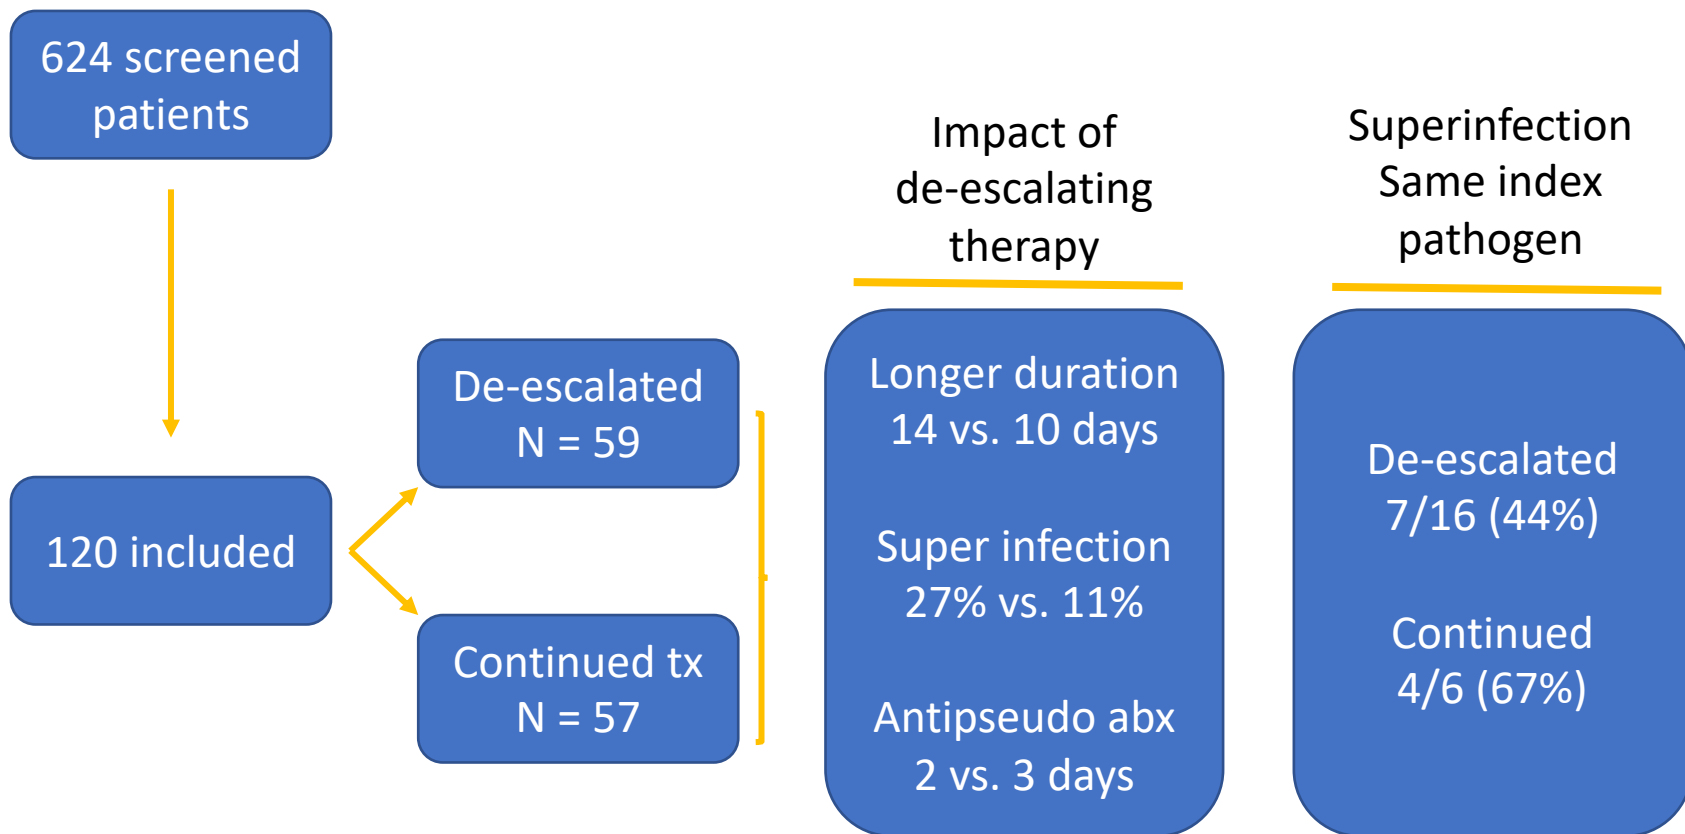 624 screened
patients
120 included
De-escalated
N = 59
Continued tx
N = 57
Impact of
de-escalating
therapy
Longer duration
14 vs. 10 days
Super infection
27% vs. 11%
Antipseudo abx
2 vs. 3 days
Superinfection
Same index
pathogen
De-escalated
7/16 (44%)
Continued
4/6 (67%)